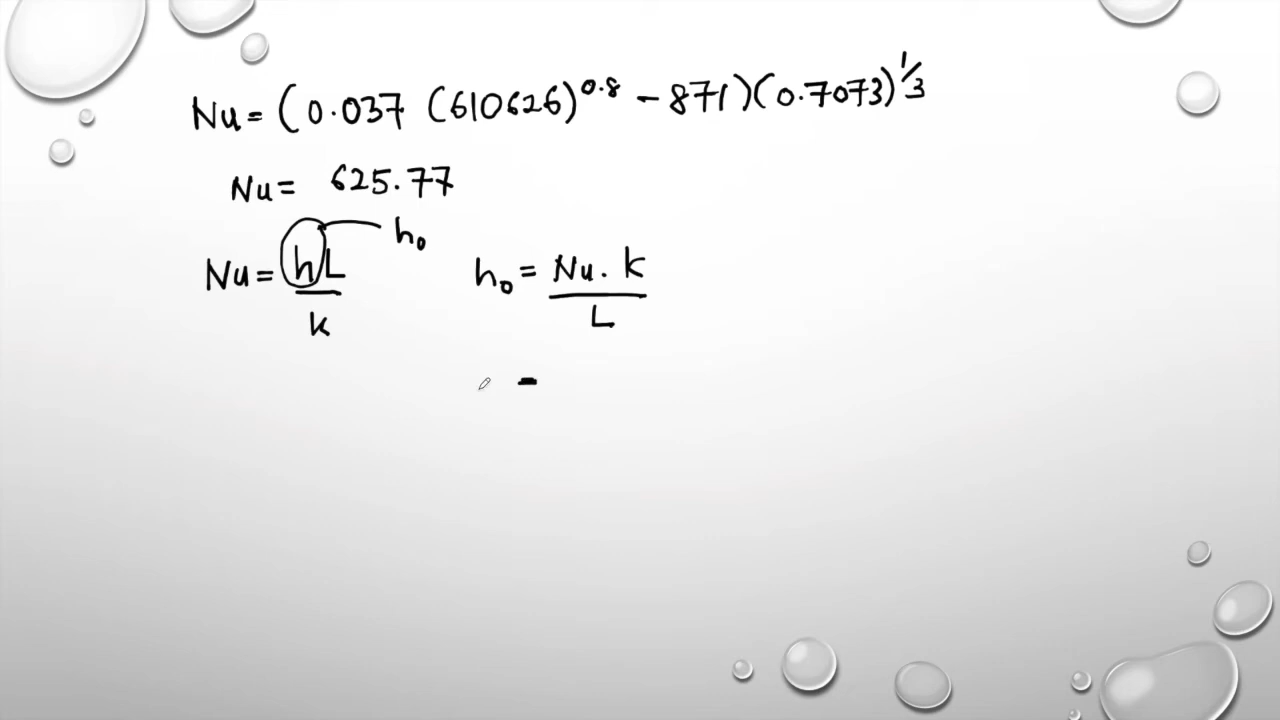 Nu = (0.037 (610626)^0.8 - 871)(0.7073)^1/3
Nu = 625.77
h₀
Nu = hL/k h₀ = Nu. k/L
=